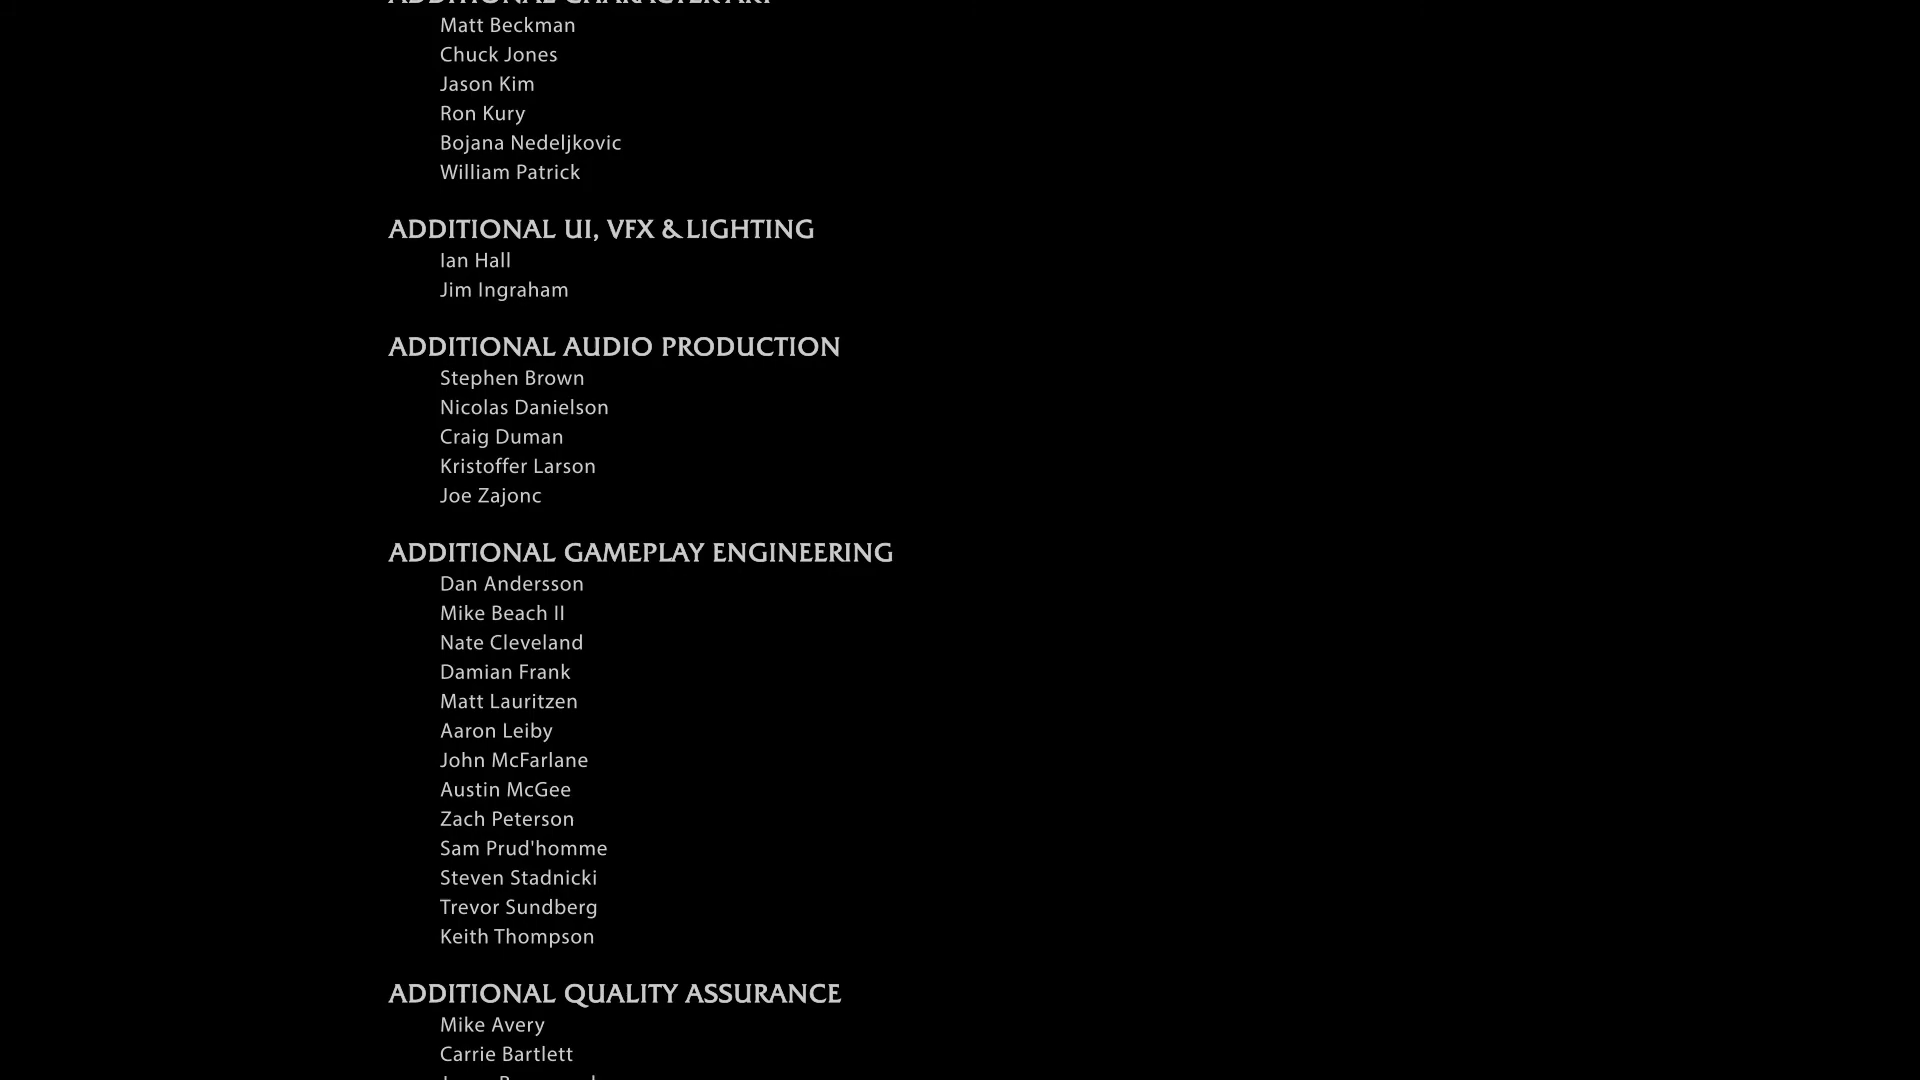 ADDITIONAL CHARACTER ART
Matt Beckman
Chuck Jones
Jason Kim
Ron Kury
Bojana Nedeljkovic
William Patrick
ADDITIONAL UI, VFX & LIGHTING
Ian Hall
Jim Ingraham
ADDITIONAL AUDIO PRODUCTION
Stephen Brown
Nicolas Danielson
Craig Duman
Kristoffer Larson
Joe Zajonc
ADDITIONAL GAMEPLAY ENGINEERING
Dan Andersson
Mike Beach II
Nate Cleveland
Damian Frank
Matt Lauritzen
Aaron Leiby
John McFarlane
Austin McGee
Zach Peterson
Sam Prud'homme
Steven Stadnicki
Trevor Sundberg
Keith Thompson
ADDITIONAL QUALITY ASSURANCE
Mike Avery
Carrie Bartlett